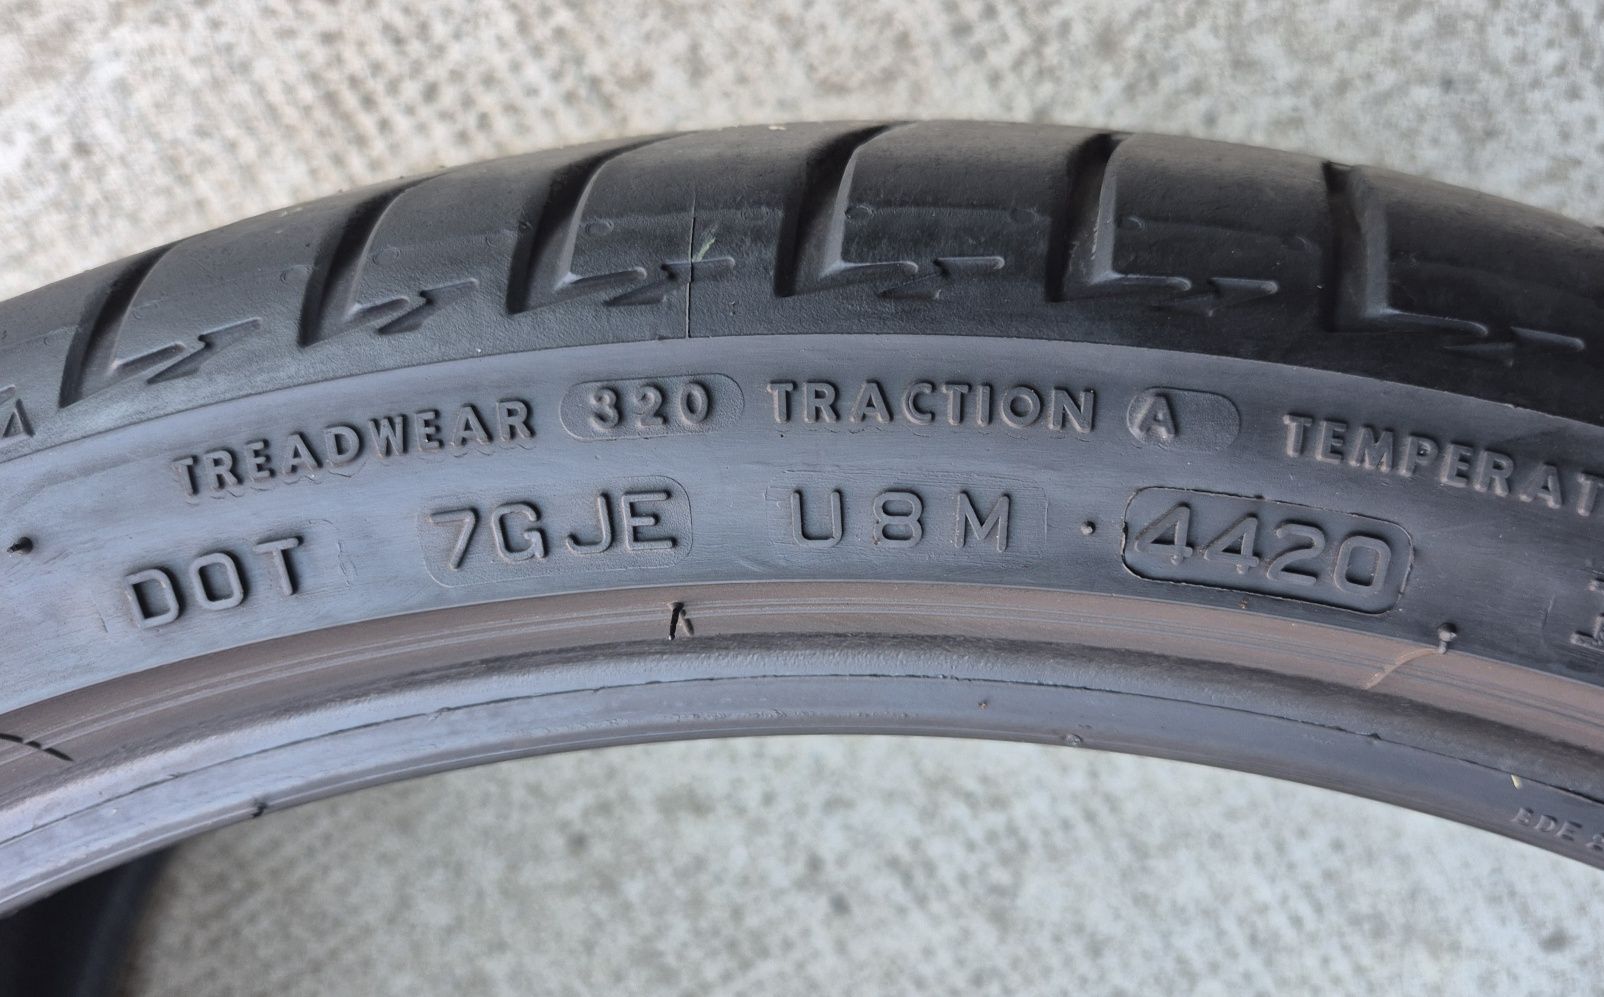 TREADWEAR 320 TRACTION A TEMPERAT
DOT 7GJE U8M · 4420